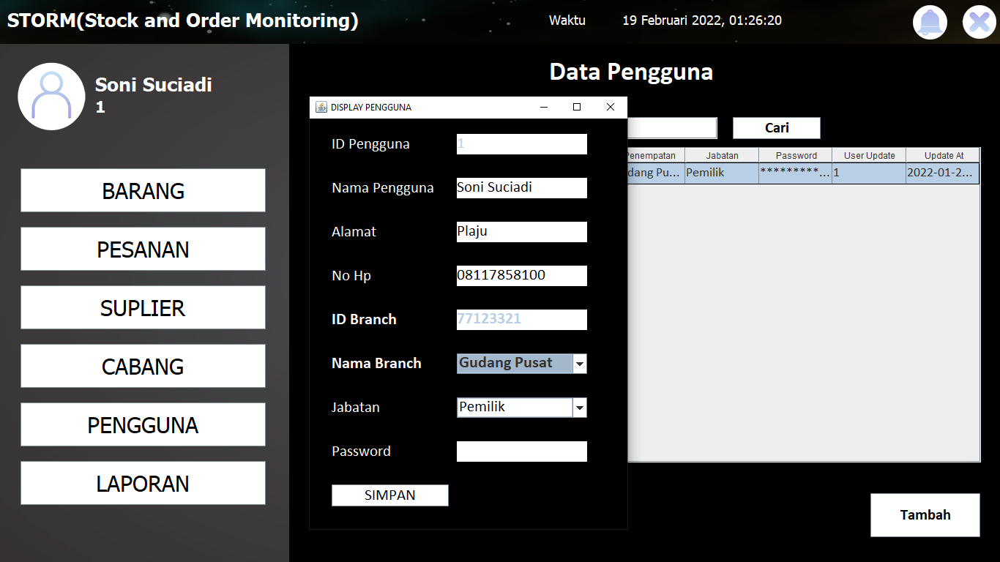 STORM(Stock and Order Monitoring)
Waktu
19 Februari 2022, 01:26:20
Soni Suciadi
1
BARANG
PESANAN
SUPLIER
CABANG
PENGGUNA
LAPORAN
Data Pengguna
Cari
Penempatan Jabatan Password User Update Update At
dang Pu... Pemilik *********... 1 2022-01-2...
Tambah
DISPLAY PENGGUNA
ID Pengguna 1
Nama Pengguna Soni Suciadi
Alamat Plaju
No Hp 08117858100
ID Branch 77123321
Nama Branch Gudang Pusat
Jabatan Pemilik
Password
SIMPAN